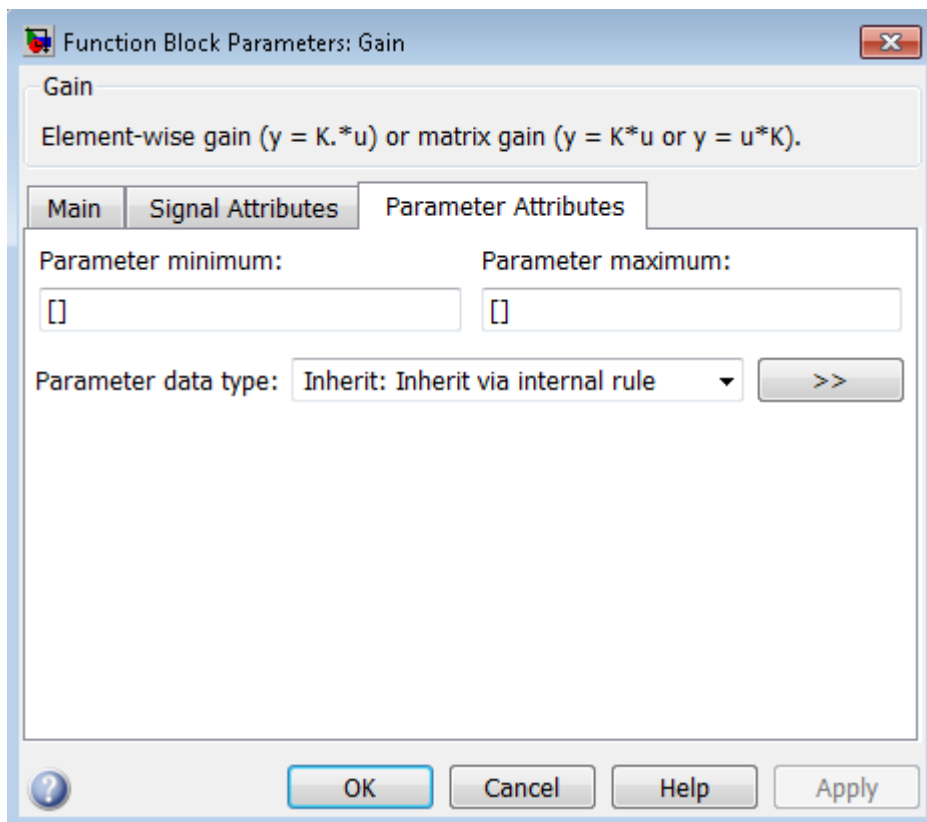 Function Block Parameters: Gain
Gain
Element-wise gain (y = K.*u) or matrix gain (y = K*u or y = u*K).
Main Signal Attributes Parameter Attributes
Parameter minimum: Parameter maximum:
[] []
Parameter data type: Inherit: Inherit via internal rule >>
OK Cancel Help Apply